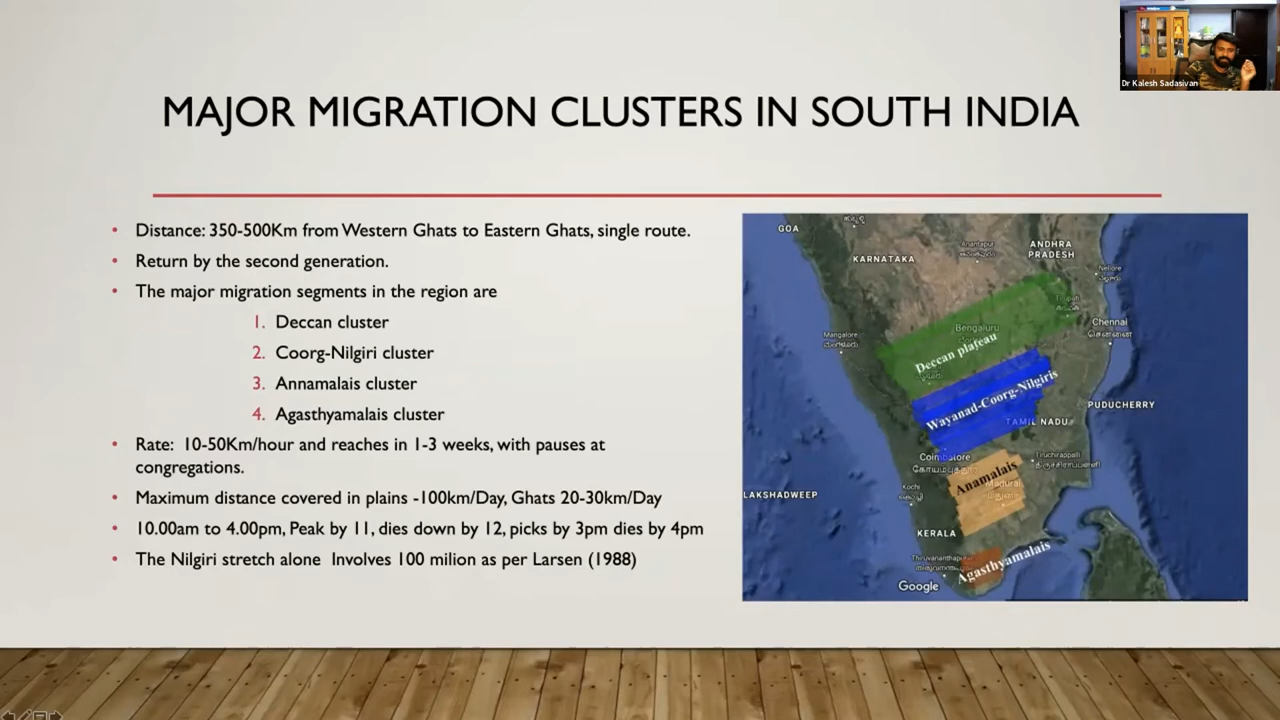 Dr Kalesh Sadasivan
MAJOR MIGRATION CLUSTERS IN SOUTH INDIA
• Distance: 350-500Km from Western Ghats to Eastern Ghats, single route.
• Return by the second generation.
• The major migration segments in the region are
1. Deccan cluster
2. Coorg-Nilgiri cluster
3. Annamalais cluster
4. Agasthyamalais cluster
• Rate: 10-50Km/hour and reaches in 1-3 weeks, with pauses at
congregations.
• Maximum distance covered in plains -100km/Day, Ghats 20-30km/Day
• 10.00am to 4.00pm, Peak by 11, dies down by 12, picks by 3pm dies by 4pm
• The Nilgiri stretch alone Involves 100 milion as per Larsen (1988)
GOA
KARNATAKA
Anantapur
ANDHRA
PRADESH
Nellore
Tirupati
Chennai
சென்னை
Bengaluru
Mangalore
Deccan plateau
Wayanad-Coorg-Nilgiris
PUDUCHERRY
TAMIL NADU
Coimbatore
Tiruchirappalli
Anamalais
Kochi
Madurai
LAKSHADWEEP
KERALA
Agasthyamalais
Google